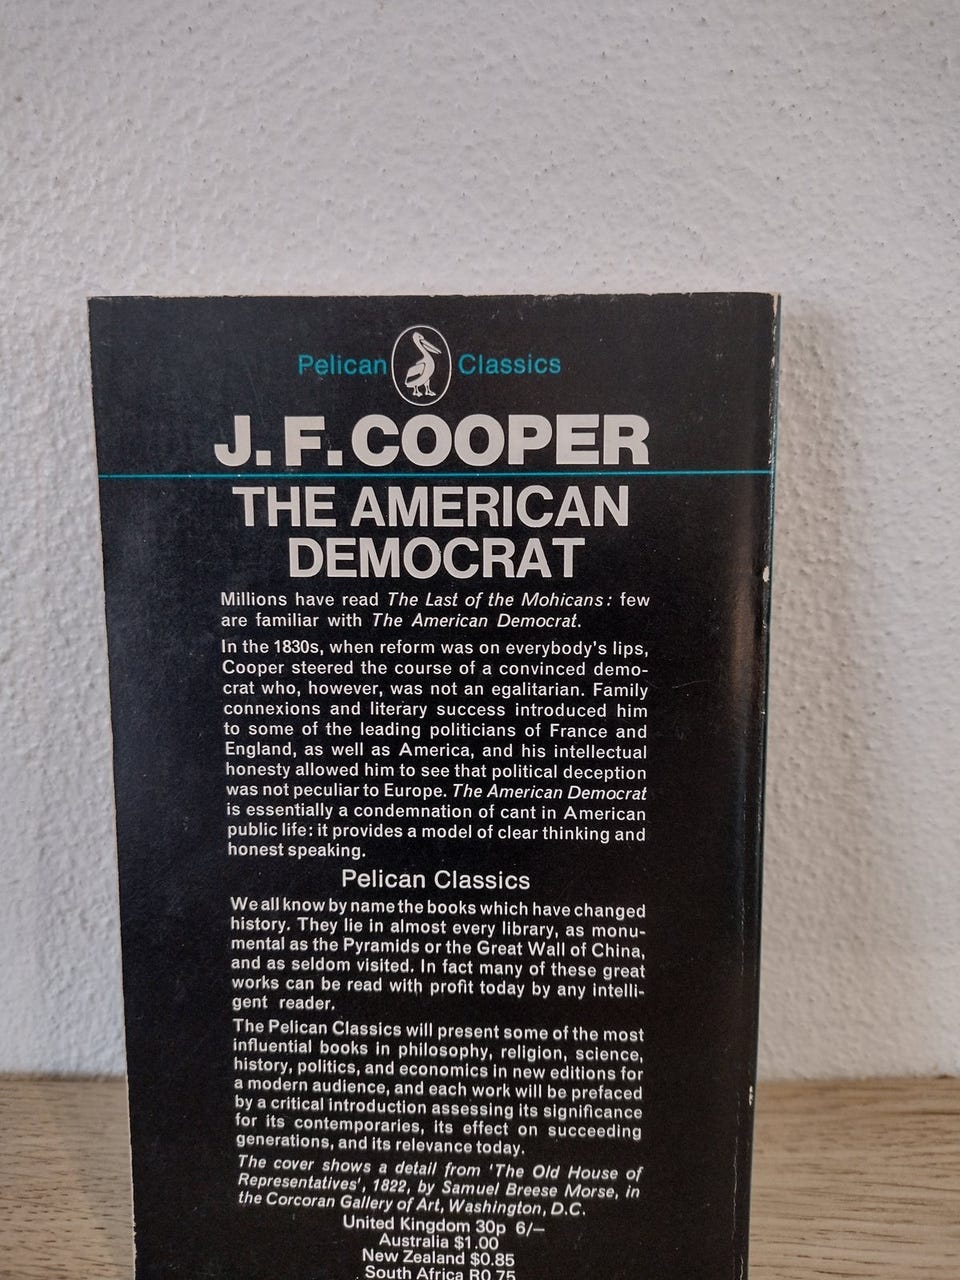 Pelican Classics
J. F. COOPER
THE AMERICAN
DEMOCRAT
Millions have read The Last of the Mohicans: few
are familiar with The American Democrat.
In the 1830s, when reform was on everybody's lips,
Cooper steered the course of a convinced demo-
crat who, however, was not an egalitarian. Family
connexions and literary success introduced him
to some of the leading politicians of France and
England, as well as America, and his intellectual
honesty allowed him to see that political deception
was not peculiar to Europe. The American Democrat
is essentially a condemnation of cant in American
public life: it provides a model of clear thinking and
honest speaking.
Pelican Classics
We all know by name the books which have changed
history. They lie in almost every library, as monu-
mental as the Pyramids or the Great Wall of China,
and as seldom visited. In fact many of these great
works can be read with profit today by any intelli-
gent reader.
The Pelican Classics will present some of the most
influential books in philosophy, religion, science,
history, politics, and economics in new editions for
a modern audience, and each work will be prefaced
by a critical introduction assessing its significance
for its contemporaries, its effect on succeeding
generations, and its relevance today.
The cover shows a detail from 'The Old House of
Representatives', 1822, by Samuel Breese Morse, in
the Corcoran Gallery of Art, Washington, D.C.
United Kingdom 30p 6/–
Australia $1.00
New Zealand $0.85
South Africa R0.75